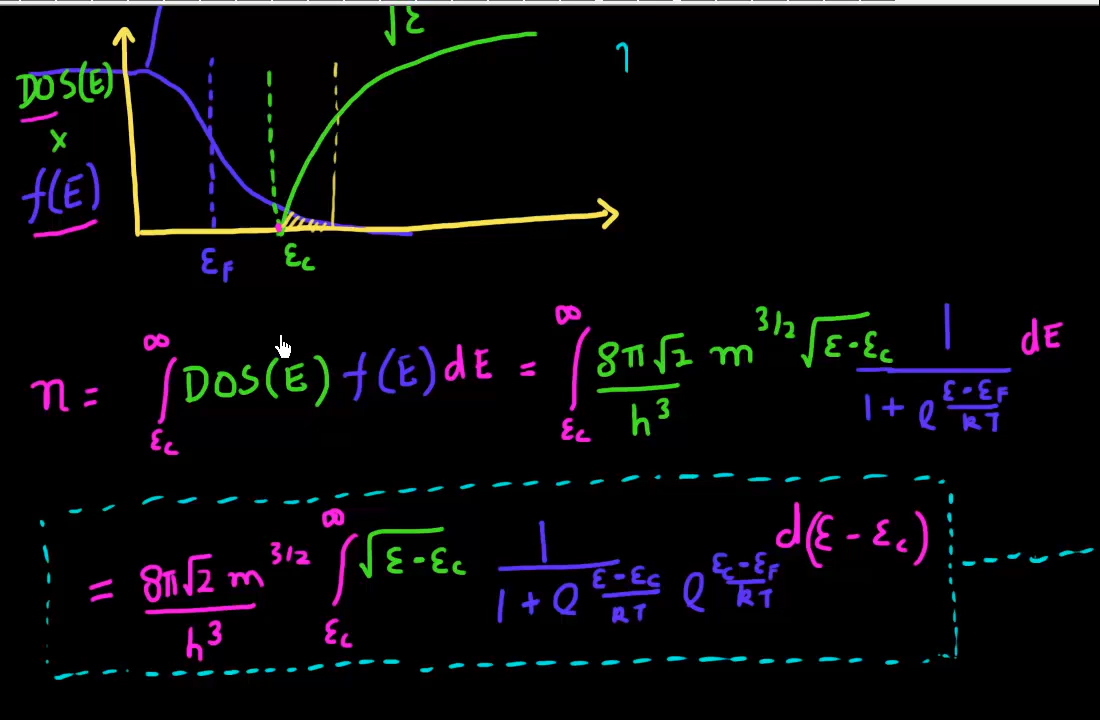 √ε
DOS(E)
x
f(E)
ε_F ε_c
n = ∫_{ε_c}^{∞} DOS(E) f(E) dE = ∫_{ε_c}^{∞} 8π√2/h³ m^{3/2} √(ε-ε_c) 1/(1+e^{(ε-ε_F)/kT}) dE
= 8π√2 m^{3/2}/h³ ∫_{ε_c}^{∞} √(ε-ε_c) 1/(1+e^{(ε-ε_c)/kT} e^{(ε_c-ε_F)/kT}) d(ε-ε_c)